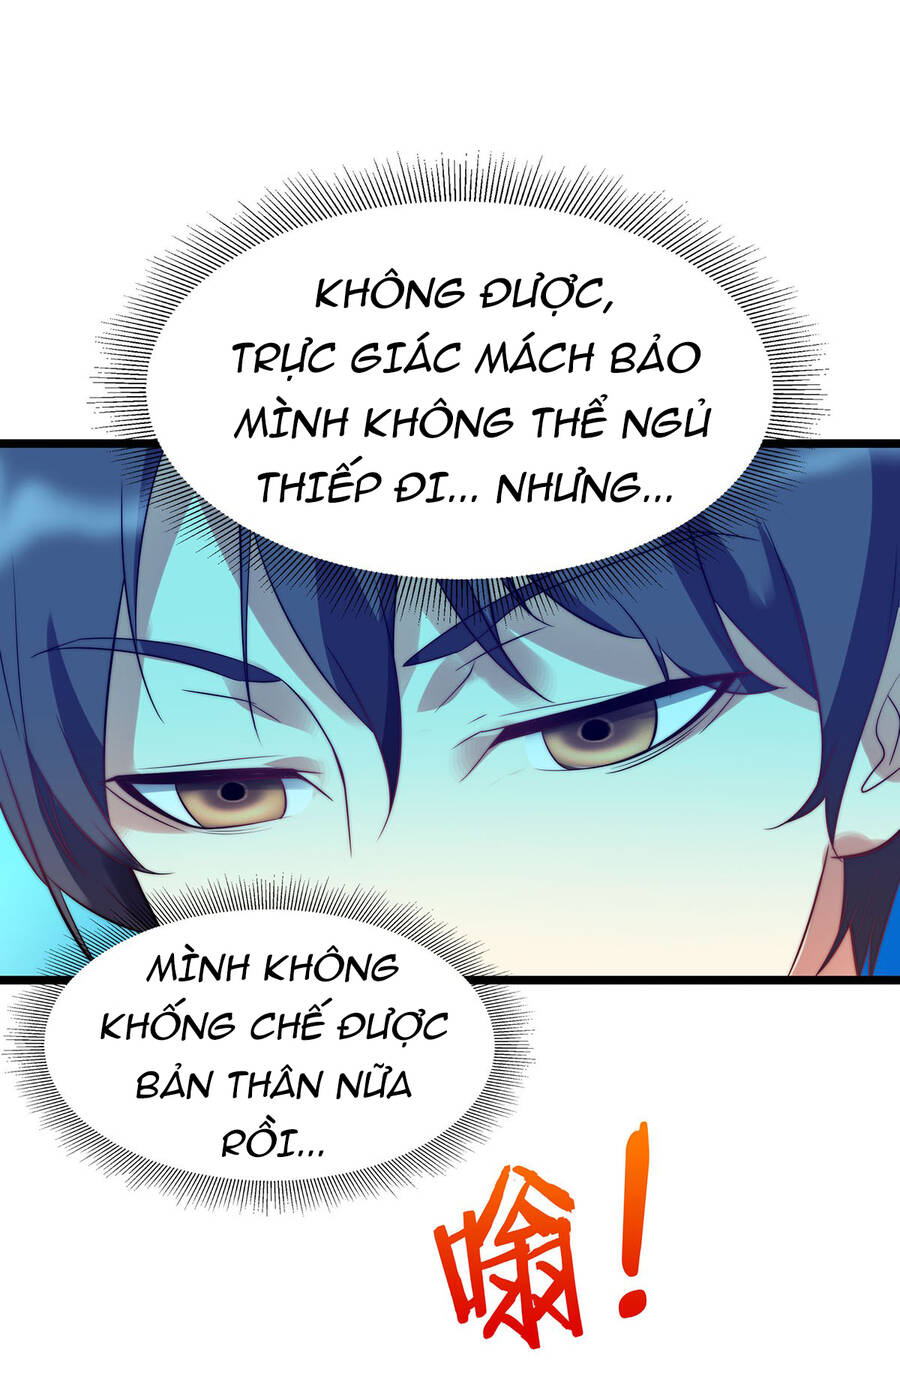 KHÔNG ĐƯỢC,
TRỰC GIÁC MÁCH BẢO
MÌNH KHÔNG THỂ NGỦ
THIẾP ĐI... NHƯNG...
MÌNH KHÔNG
KHỐNG CHẾ ĐƯỢC
BẢN THÂN NỮA
RỒI...
嗡!